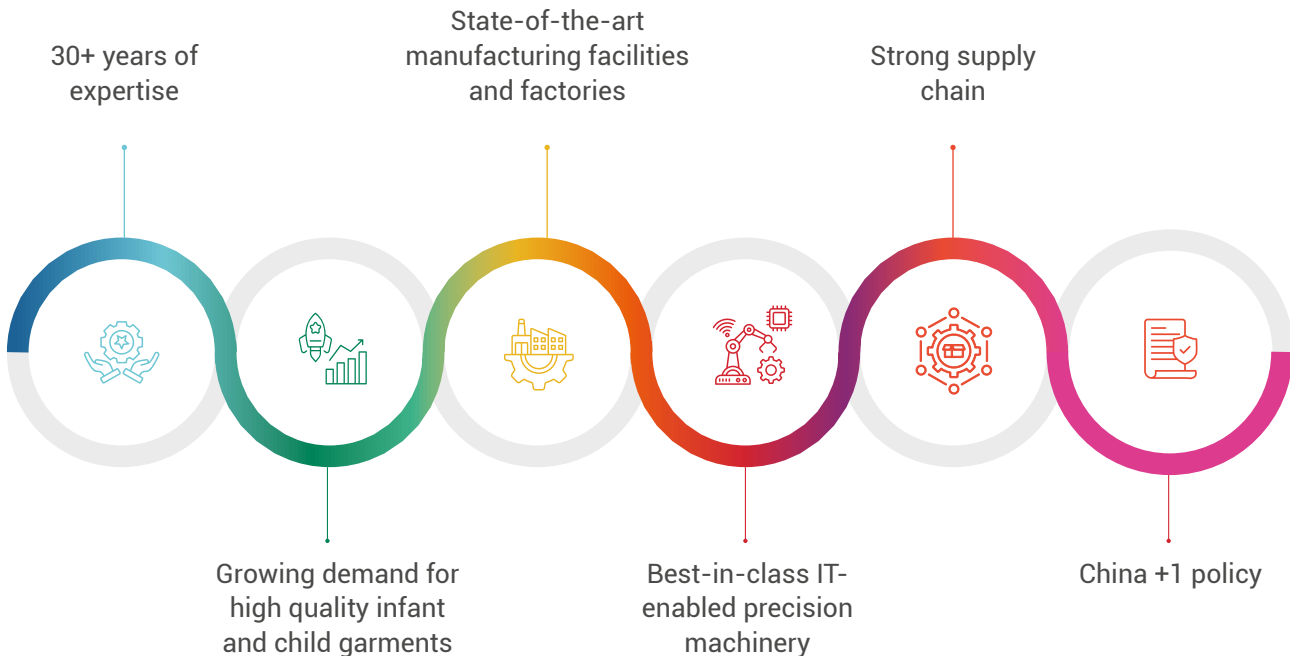 30+ years of
expertise
Growing demand for
high quality infant
and child garments
State-of-the-art
manufacturing facilities
and factories
Best-in-class IT-
enabled precision
machinery
Strong supply
chain
China +1 policy